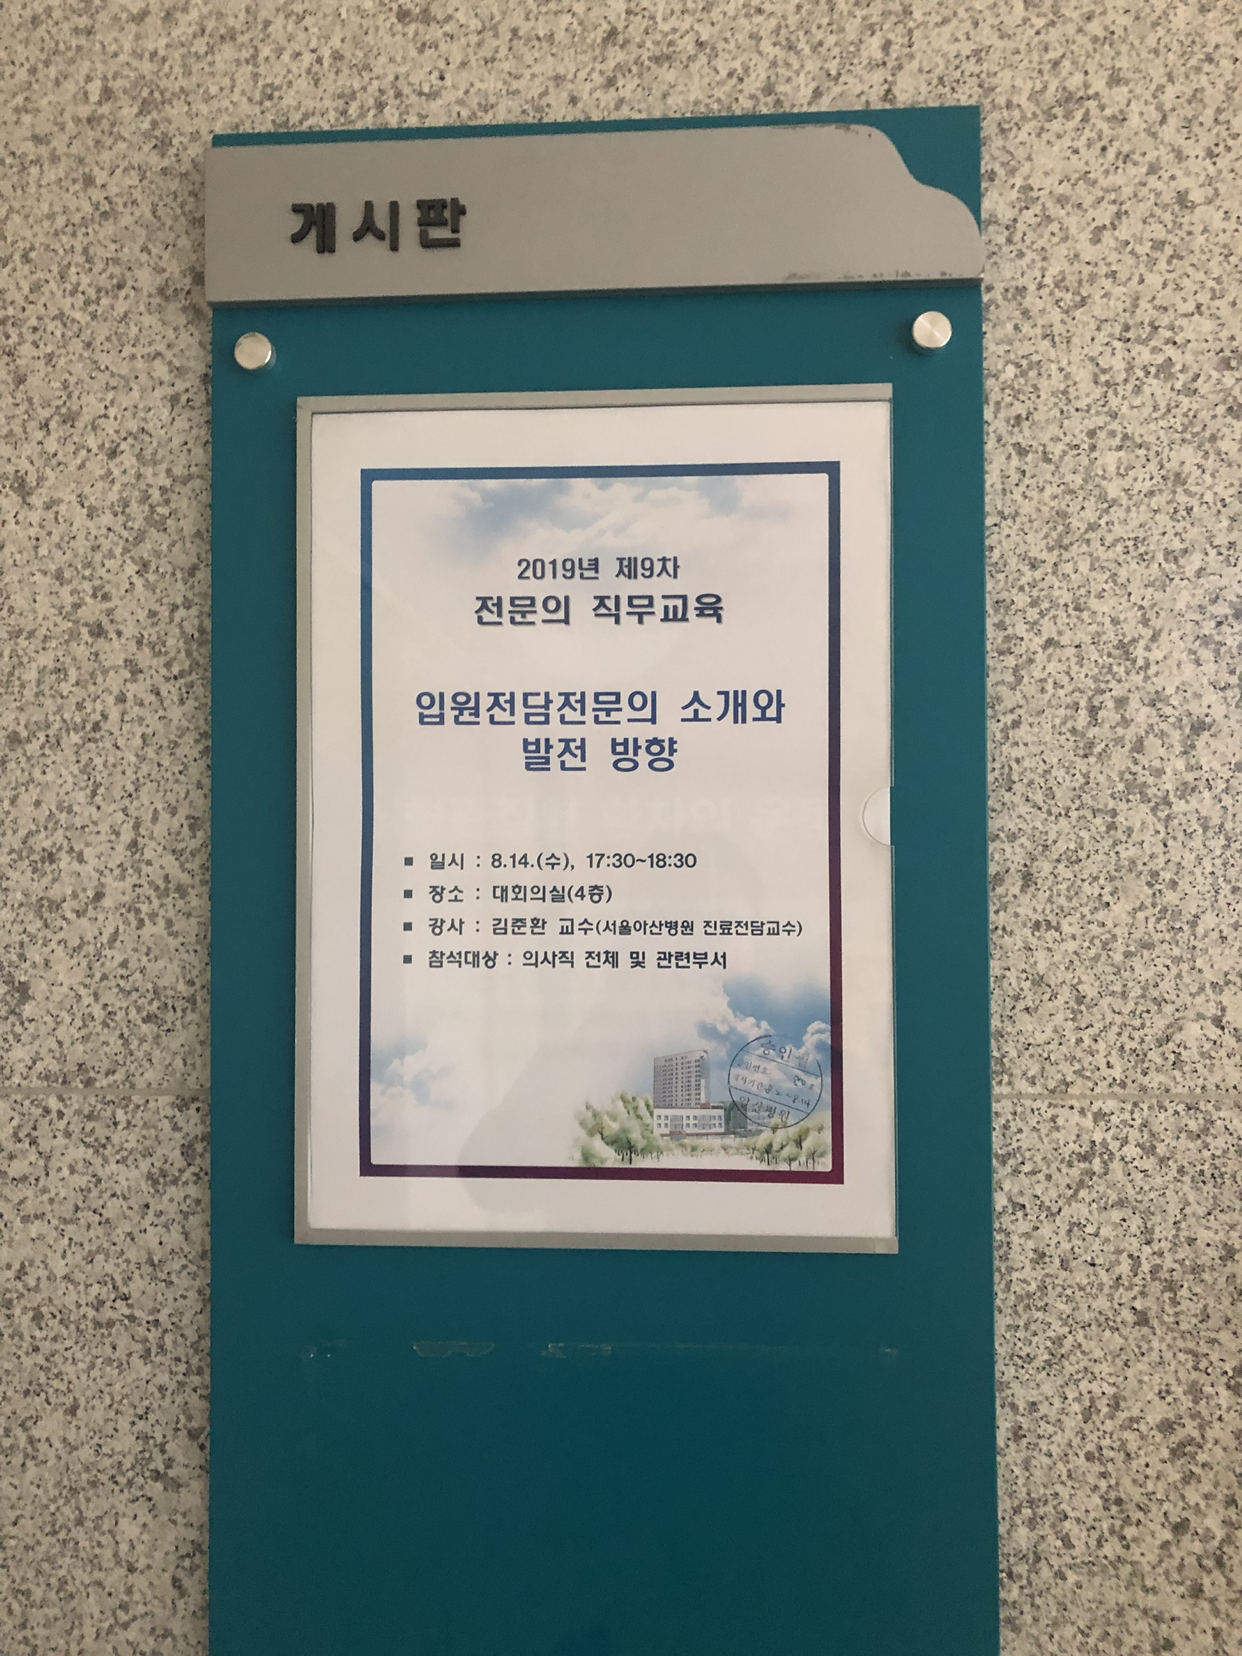 게시판
2019년 제9차
전문의 직무교육
입원전담전문의 소개와
발전 방향
■ 일시 : 8.14.(수), 17:30~18:30
■ 장소 : 대회의실(4층)
■ 강사 : 김준환 교수(서울아산병원 진료전담교수)
■ 참석대상 : 의사직 전체 및 관련부서
일산병원